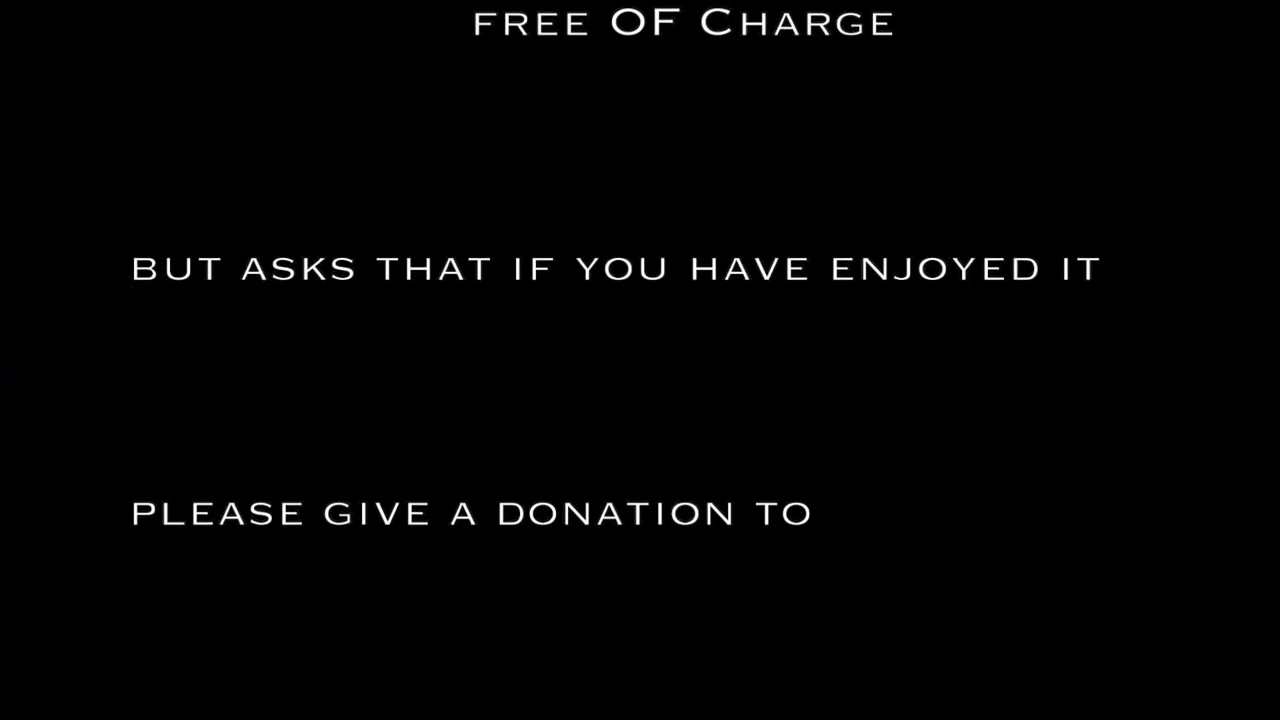 FREE OF CHARGE
BUT ASKS THAT IF YOU HAVE ENJOYED IT
PLEASE GIVE A DONATION TO